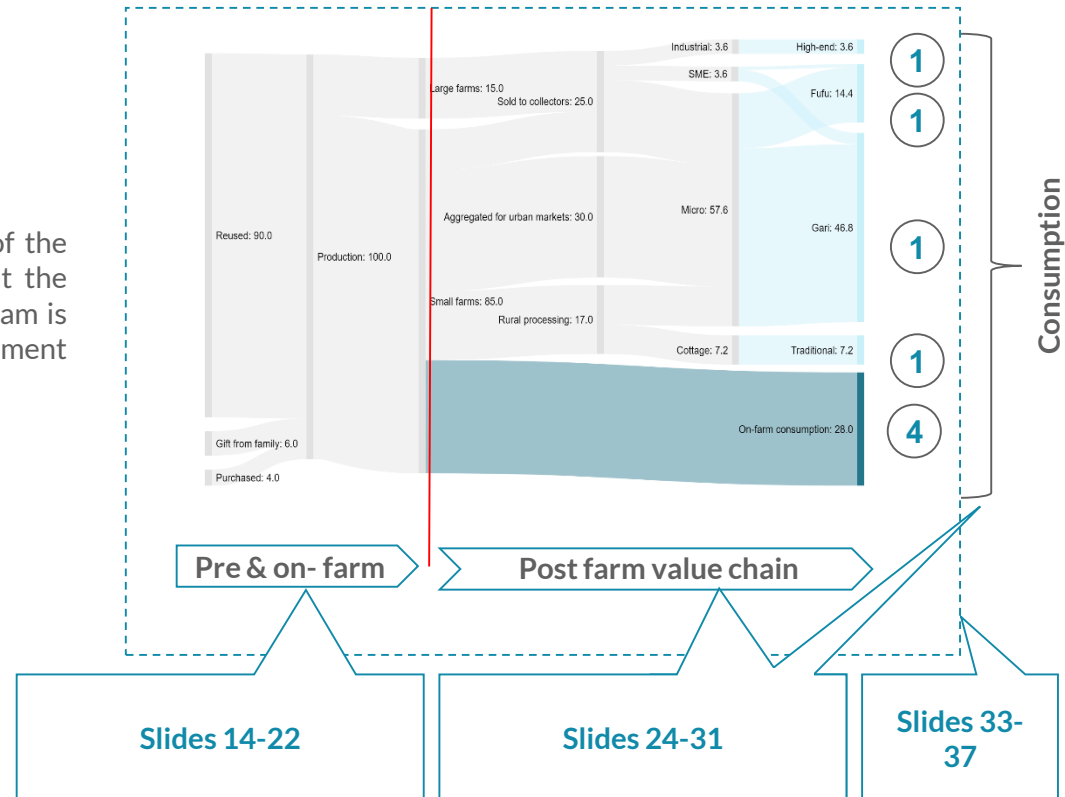 of the
t the
am is
ment
Industrial: 3.6
High-end: 3.6
SME: 3.6
Large farms: 15.0
Fufu: 14.4
Sold to collectors: 25.0
Micro: 57.6
Aggregated for urban markets: 30.0
Gari: 46.8
Reused: 90.0
Production: 100.0
Small farms: 85.0
Rural processing: 17.0
Cottage: 7.2
Traditional: 7.2
On-farm consumption: 28.0
Gift from family: 6.0
Purchased: 4.0
1
1
1
1
4
Consumption
Pre & on- farm
Post farm value chain
Slides 14-22
Slides 24-31
Slides 33-
37